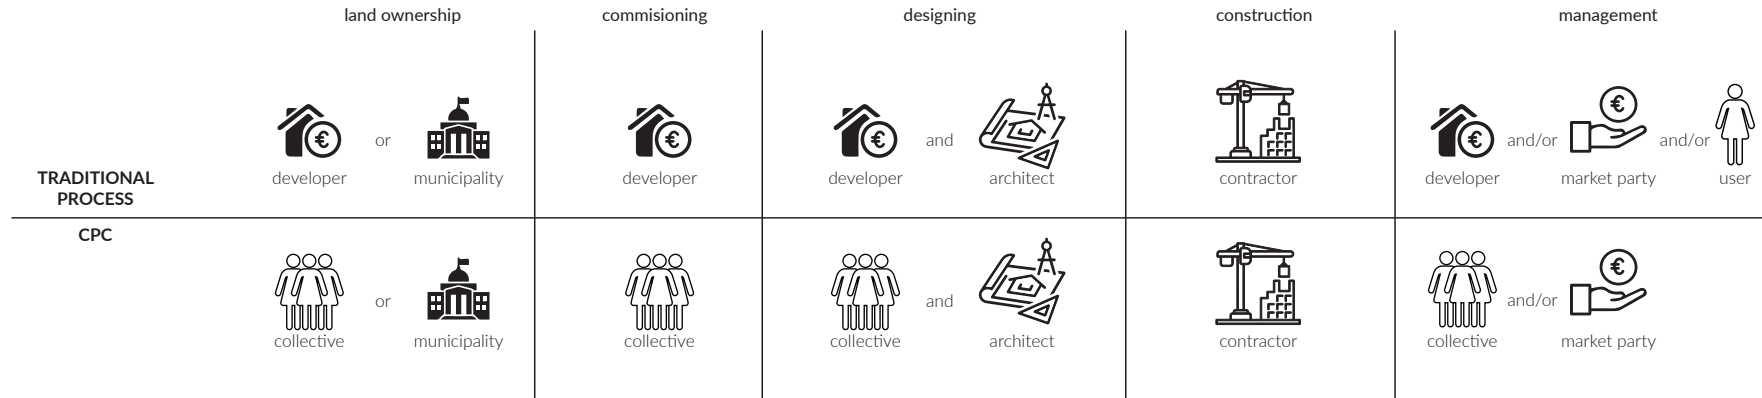 land ownership commisioning designing construction management
or and and/or and/or
developer municipality developer developer architect contractor developer market party user
TRADITIONAL
PROCESS
CPC
or and and/or
collective municipality collective collective architect contractor collective market party